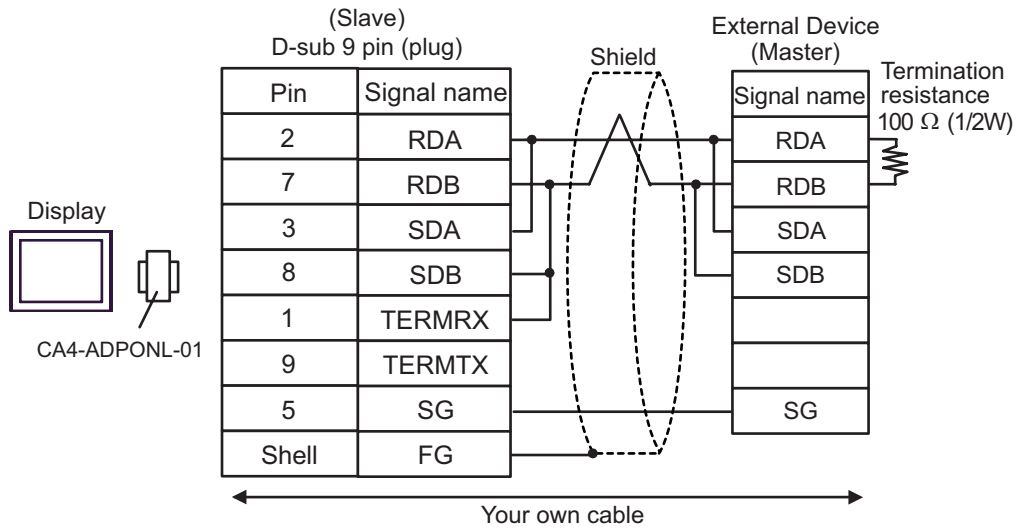 (Slave)
D-sub 9 pin (plug)
Shield
External Device
(Master)
Termination
resistance
100 Ω (1/2W)
Pin Signal name
Signal name
2 RDA
RDA
7 RDB
RDB
3 SDA
SDA
8 SDB
SDB
1 TERMRX
9 TERMTX
5 SG
SG
Shell FG
Display
CA4-ADPONL-01
Your own cable